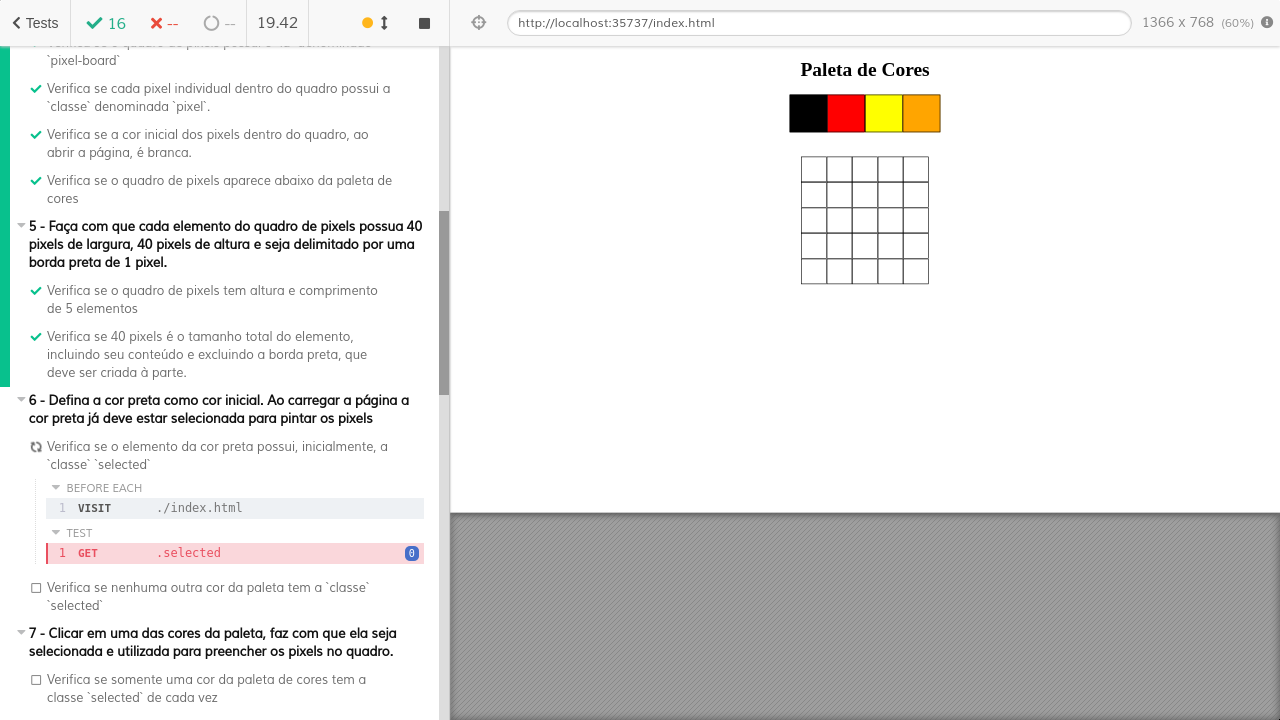 Tests
16
--
--
19.42
http://localhost:35737/index.html
1366 x 768 (60%)
`pixel-board`
Verifica se cada pixel individual dentro do quadro possui a
`classe` denominada `pixel`.
Verifica se a cor inicial dos pixels dentro do quadro, ao
abrir a página, é branca.
Verifica se o quadro de pixels aparece abaixo da paleta de
cores
5 - Faça com que cada elemento do quadro de pixels possua 40
pixels de largura, 40 pixels de altura e seja delimitado por uma
borda preta de 1 pixel.
Verifica se o quadro de pixels tem altura e comprimento
de 5 elementos
Verifica se 40 pixels é o tamanho total do elemento,
incluindo seu conteúdo e excluindo a borda preta, que
deve ser criada à parte.
6 - Defina a cor preta como cor inicial. Ao carregar a página a
cor preta já deve estar selecionada para pintar os pixels
Verifica se o elemento da cor preta possui, inicialmente, a
`classe` `selected`
BEFORE EACH
1 VISIT ./index.html
TEST
1 GET .selected 0
Verifica se nenhuma outra cor da paleta tem a `classe`
`selected`
7 - Clicar em uma das cores da paleta, faz com que ela seja
selecionada e utilizada para preencher os pixels no quadro.
Verifica se somente uma cor da paleta de cores tem a
classe `selected` de cada vez
Paleta de Cores